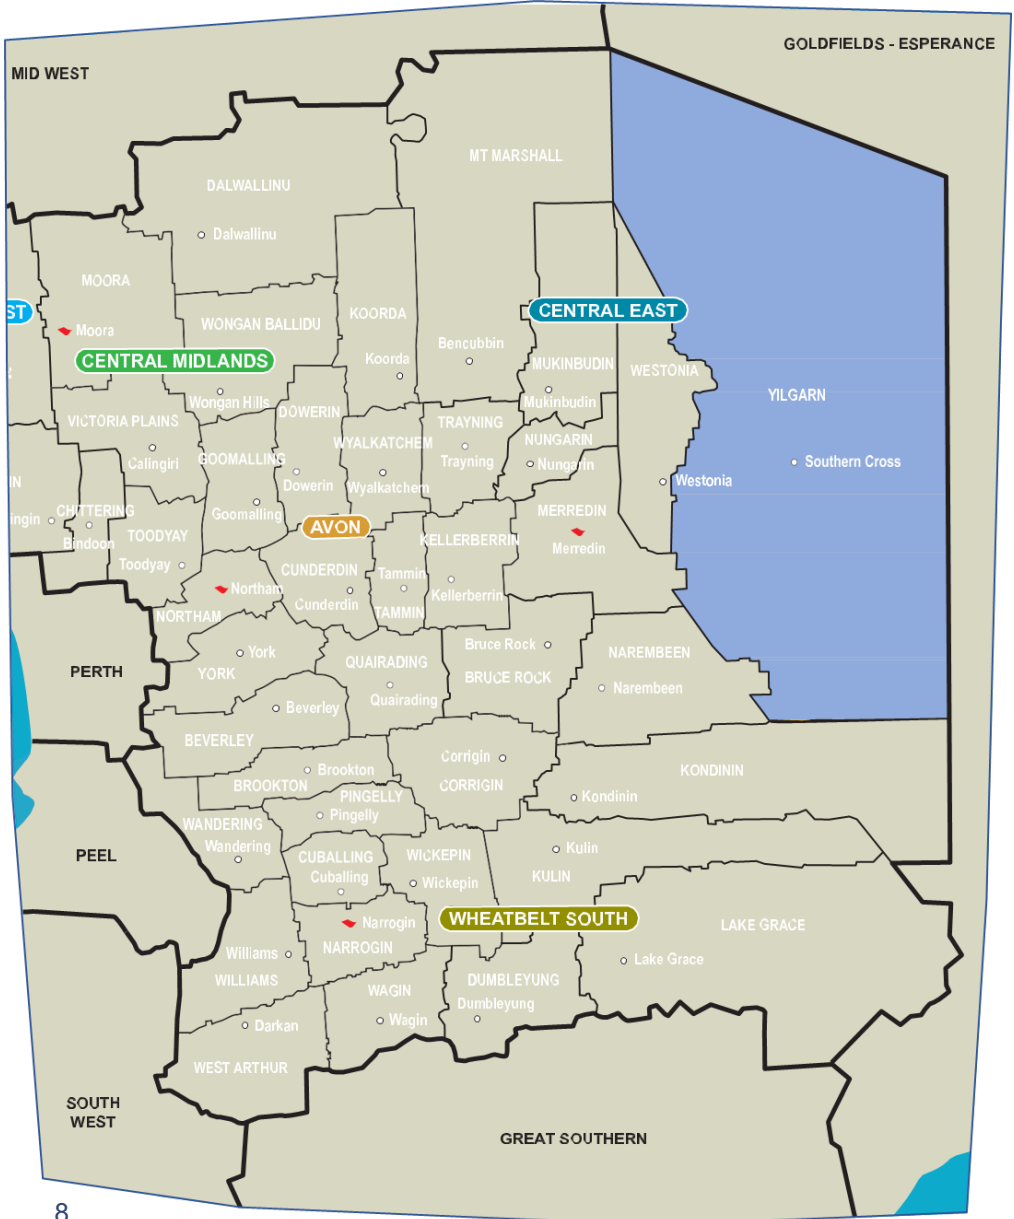 GOLDFIELDS - ESPERANCE
MID WEST
MT MARSHALL
DALWALLINU
Dalwallinu
MOORA
ST
CENTRAL EAST
KOORDA
WONGAN BALLIDU
Moora
Bencubbin
CENTRAL MIDLANDS
Koorda
MUKINBUDIN
WESTONIA
YILGARN
Wongan Hills
Mukinbudin
DOWERIN
VICTORIA PLAINS
TRAYNING
WYALKATCHEM
NUNGARIN
Calingiri
GOOMALLING
Trayning
Nungarin
Southern Cross
IN
Dowerin
Wyalkatchem
Westonia
CHITTERING
Goomalling
MERREDIN
ingin
AVON
TOODYAY
Bindoon
KELLERBERRIN
Merredin
Toodyay
CUNDERDIN
Tammin
Northam
Kellerberrin
Cunderdin
NORTHAM
TAMMIN
Bruce Rock
York
QUAIRADING
NAREMBEEN
PERTH
YORK
BRUCE ROCK
Narembeen
Quairading
Beverley
BEVERLEY
Corrigin
Brookton
KONDININ
BROOKTON
CORRIGIN
PINGELLY
Kondinin
Pingelly
WANDERING
Wandering
Kulin
PEEL
CUBALLING
WICKEPIN
Cuballing
KULIN
Wickepin
WHEATBELT SOUTH
Narrogin
LAKE GRACE
NARROGIN
Williams
Lake Grace
WILLIAMS
DUMBLEYUNG
WAGIN
Dumbleyung
Wagin
Darkan
WEST ARTHUR
SOUTH
WEST
GREAT SOUTHERN
8